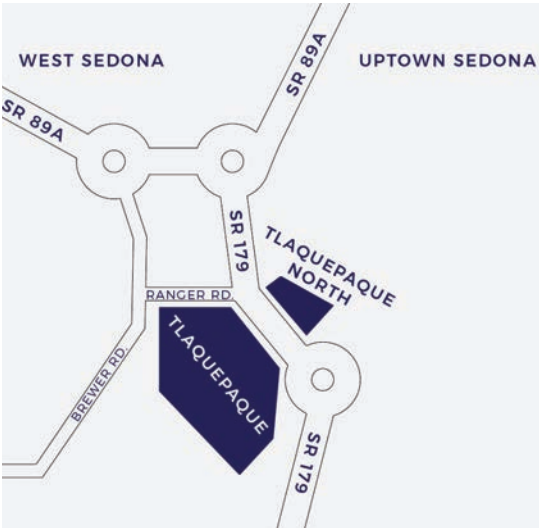 WEST SEDONA
UPTOWN SEDONA
SR 89A
SR 89A
SR 179
TLAQUEPAQUE
NORTH
RANGER RD.
TLAQUEPAQUE
BREWER RD.
SR 179